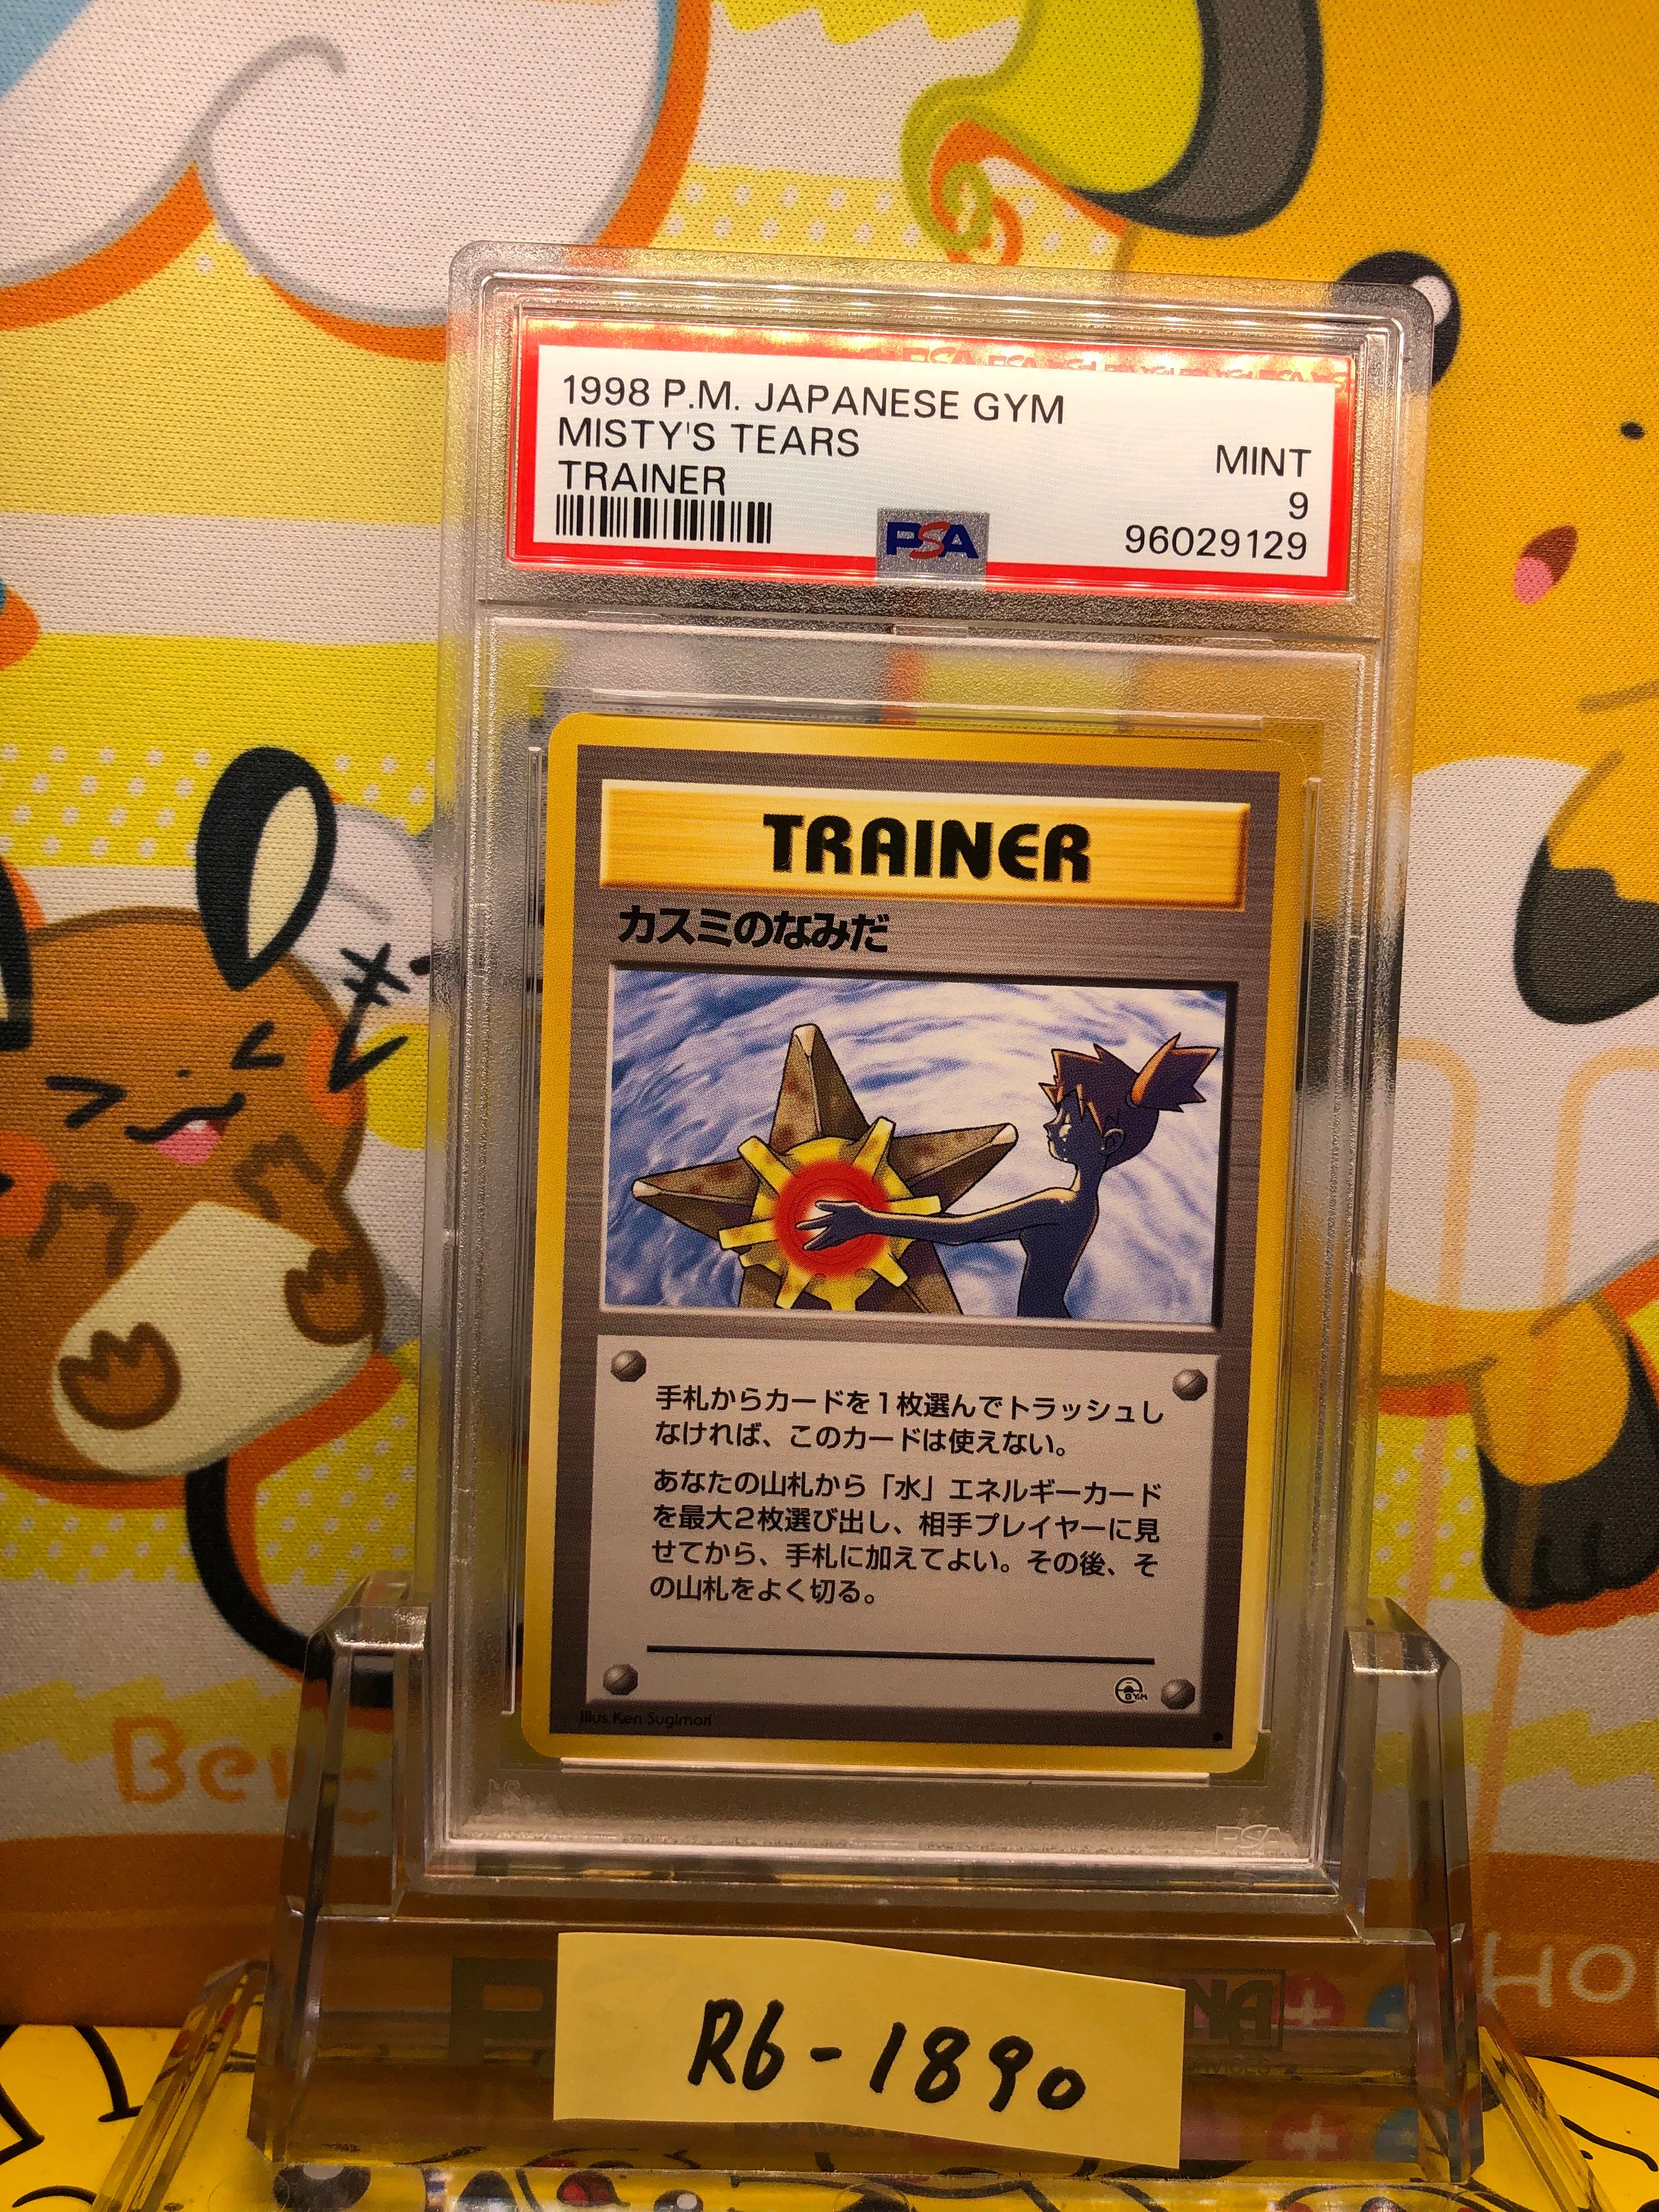 1998 P.M. JAPANESE GYM
MISTY'S TEARS
TRAINER
MINT
9
96029129
PSA
TRAINER
カスミのなみだ
手札からカードを1枚選んでトラッシュし
なければ、このカードは使えない。
あなたの山札から「水」エネルギーカード
を最大2枚選び出し、相手プレイヤーに見
せてから、手札に加えてよい。その後、そ
の山札をよく切る。
GYM
Illus. Ken Sugimori
PSA
R6-1890